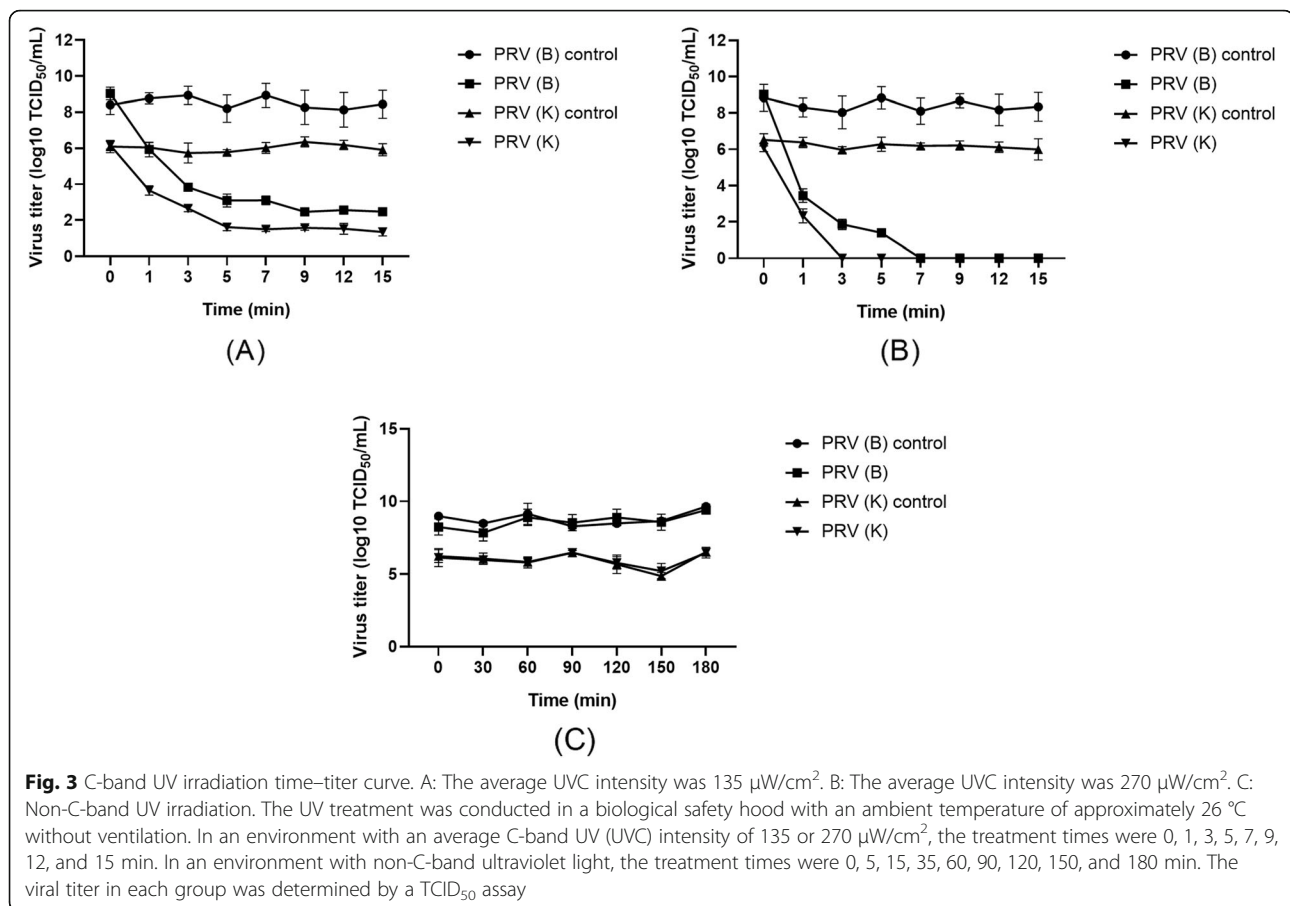 12
10
8
6
4
2
0
Virus titer (log10 TCID50/mL)
0 1 3 5 7 9 12 15
Time (min)
PRV (B) control
PRV (B)
PRV (K) control
PRV (K)
(A)
12
10
8
6
4
2
0
Virus titer (log10 TCID50/mL)
0 1 3 5 7 9 12 15
Time (min)
PRV (B) control
PRV (B)
PRV (K) control
PRV (K)
(B)
15
10
5
0
Virus titer (log10 TCID50/mL)
0 30 60 90 120 150 180
Time (min)
PRV (B) control
PRV (B)
PRV (K) control
PRV (K)
(C)
Fig. 3 C-band UV irradiation time–titer curve. A: The average UVC intensity was 135 μW/cm². B: The average UVC intensity was 270 μW/cm². C:
Non-C-band UV irradiation. The UV treatment was conducted in a biological safety hood with an ambient temperature of approximately 26 °C
without ventilation. In an environment with an average C-band UV (UVC) intensity of 135 or 270 μW/cm², the treatment times were 0, 1, 3, 5, 7, 9,
12, and 15 min. In an environment with non-C-band ultraviolet light, the treatment times were 0, 5, 15, 35, 60, 90, 120, 150, and 180 min. The
viral titer in each group was determined by a TCID50 assay